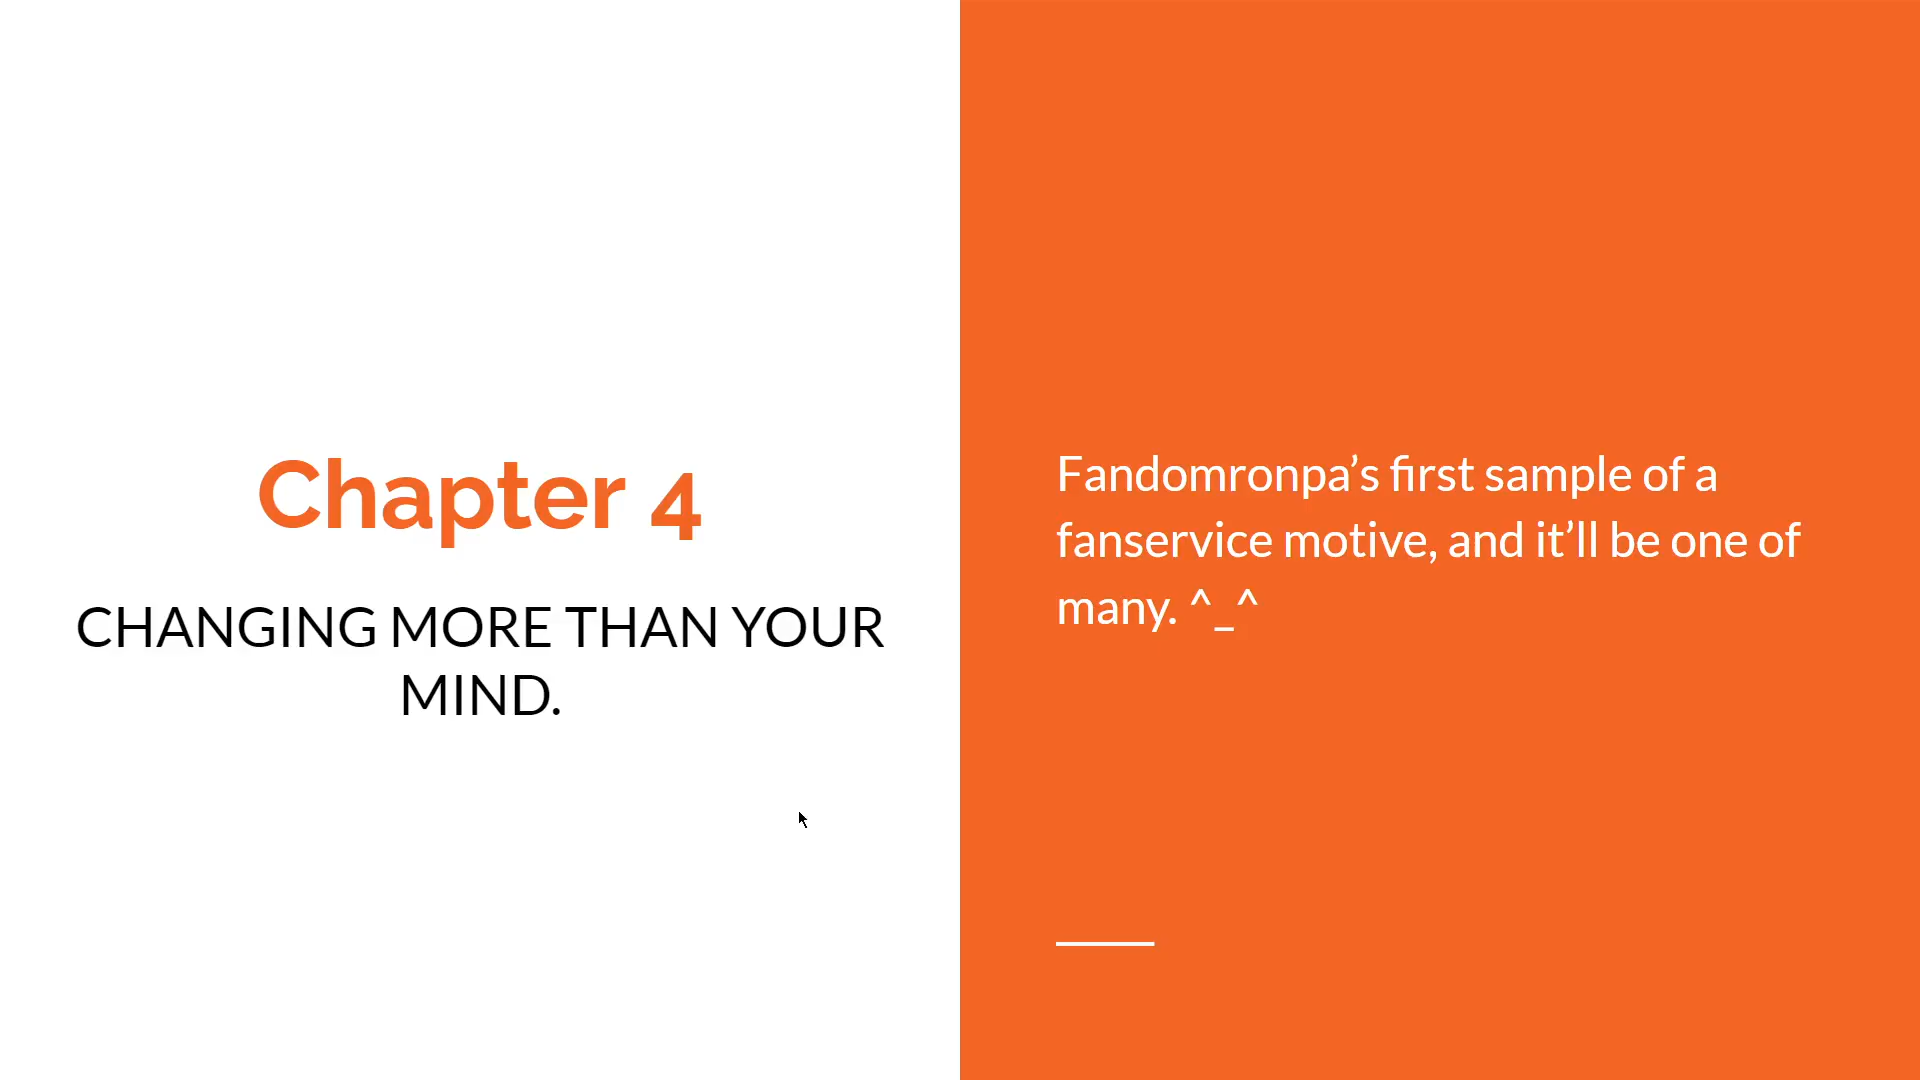 Chapter 4
CHANGING MORE THAN YOUR
MIND.
Fandomronpa’s first sample of a
fanservice motive, and it’ll be one of
many. ^_^